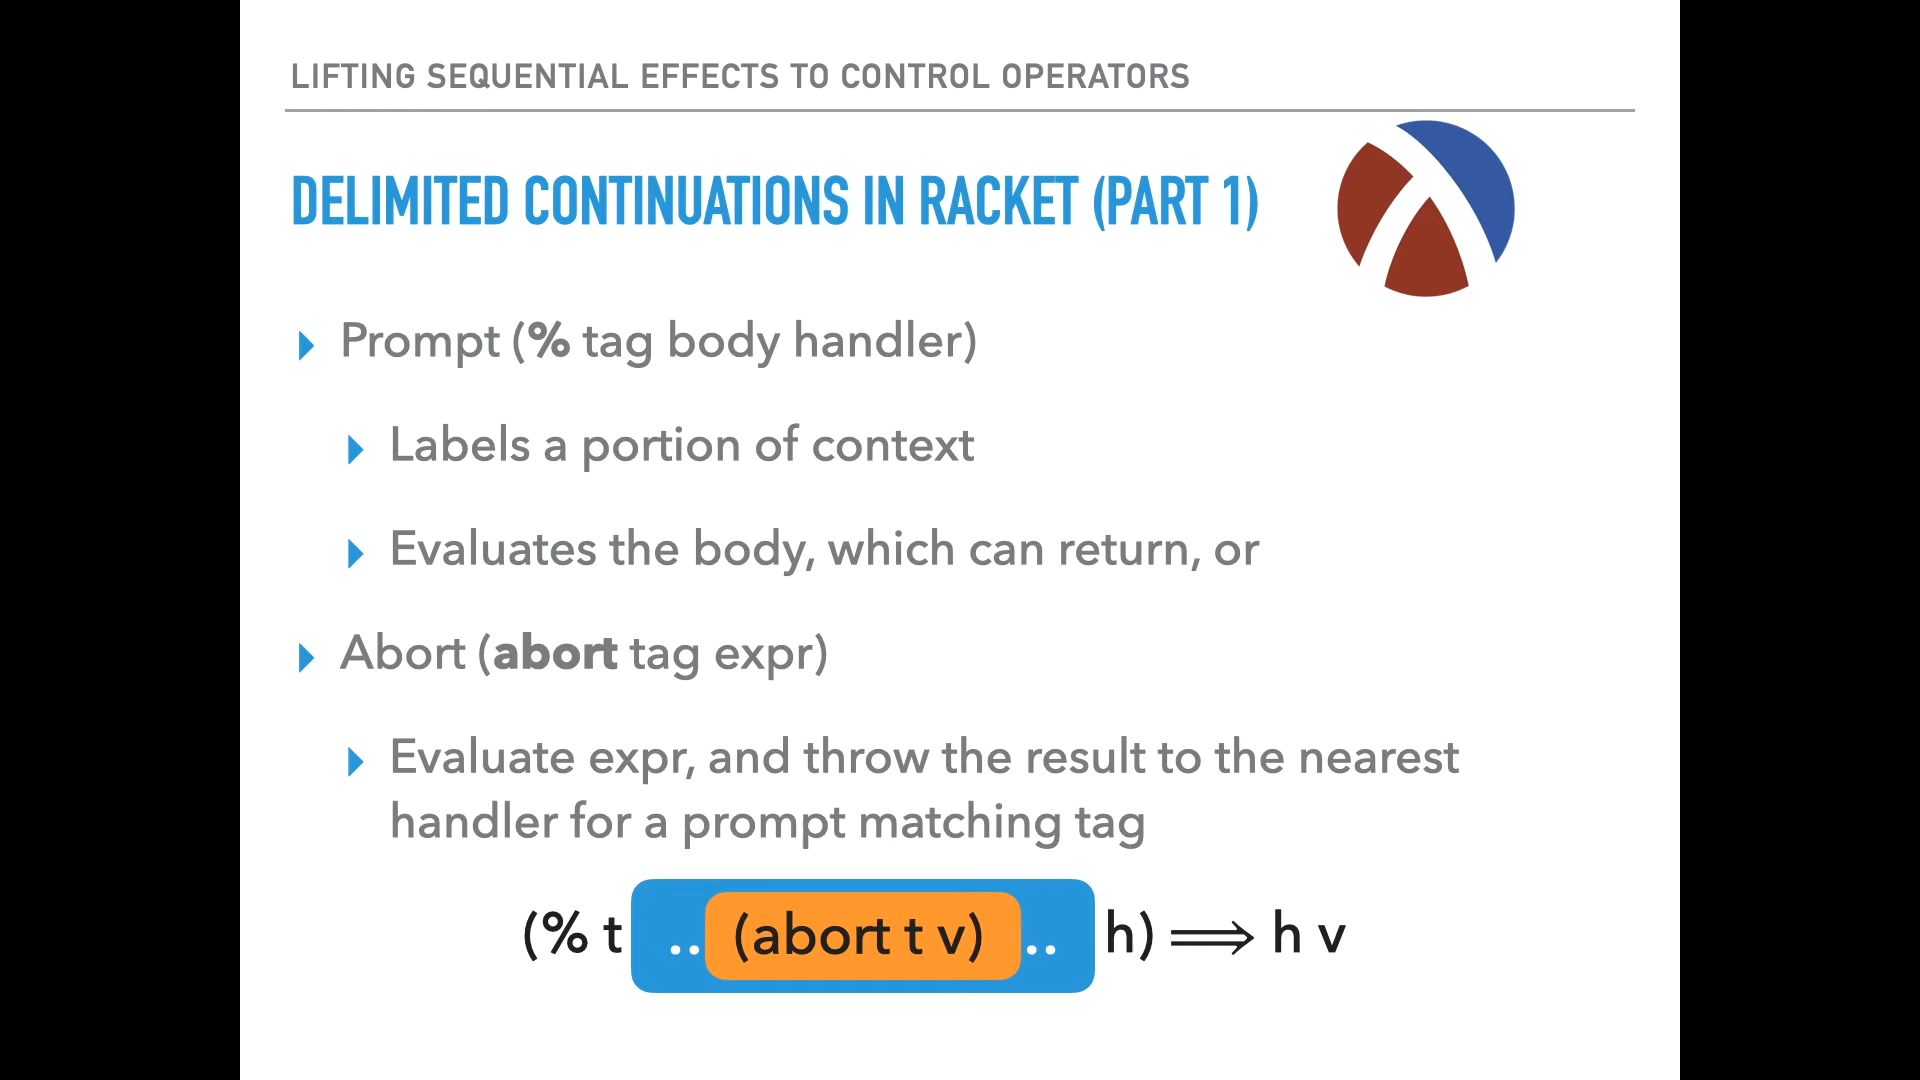 LIFTING SEQUENTIAL EFFECTS TO CONTROL OPERATORS
DELIMITED CONTINUATIONS IN RACKET (PART 1)
Prompt (% tag body handler)
Labels a portion of context
Evaluates the body, which can return, or
Abort (abort tag expr)
Evaluate expr, and throw the result to the nearest
handler for a prompt matching tag
(% t .. (abort t v) .. h) ⟹ h v